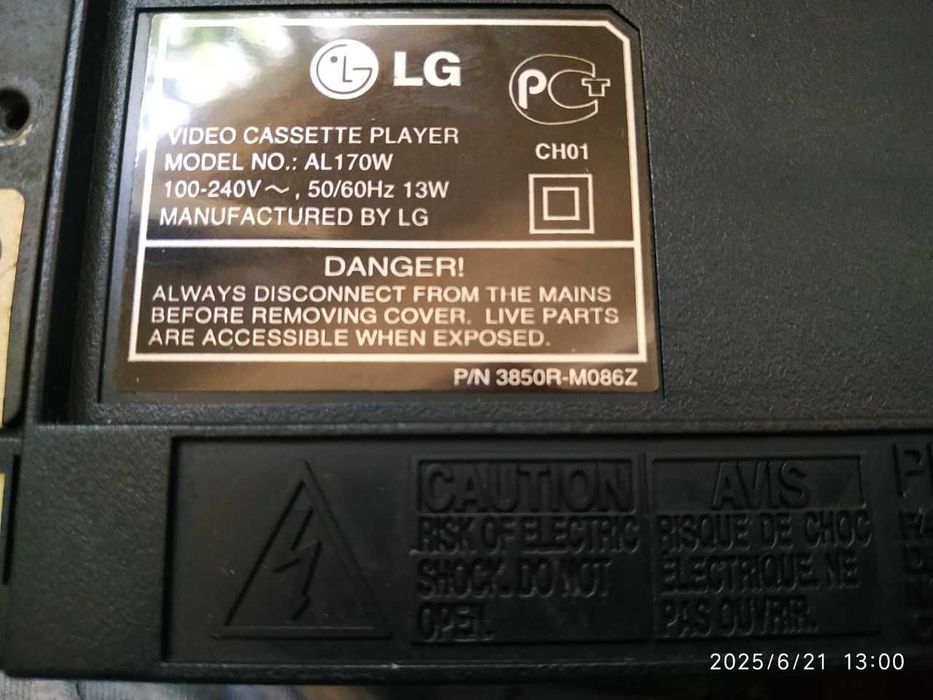 LG
PCT
CH01
VIDEO CASSETTE PLAYER
MODEL NO.: AL170W
100-240V～, 50/60Hz 13W
MANUFACTURED BY LG
DANGER!
ALWAYS DISCONNECT FROM THE MAINS
BEFORE REMOVING COVER. LIVE PARTS
ARE ACCESSIBLE WHEN EXPOSED.
P/N 3850R-M086Z
CAUTION
RISK OF ELECTRIC
SHOCK. DO NOT
OPEN.
AVIS
RISQUE DE CHOC
ELECTRIQUE. NE
PAS OUVRIR.
2025/6/21 13:00